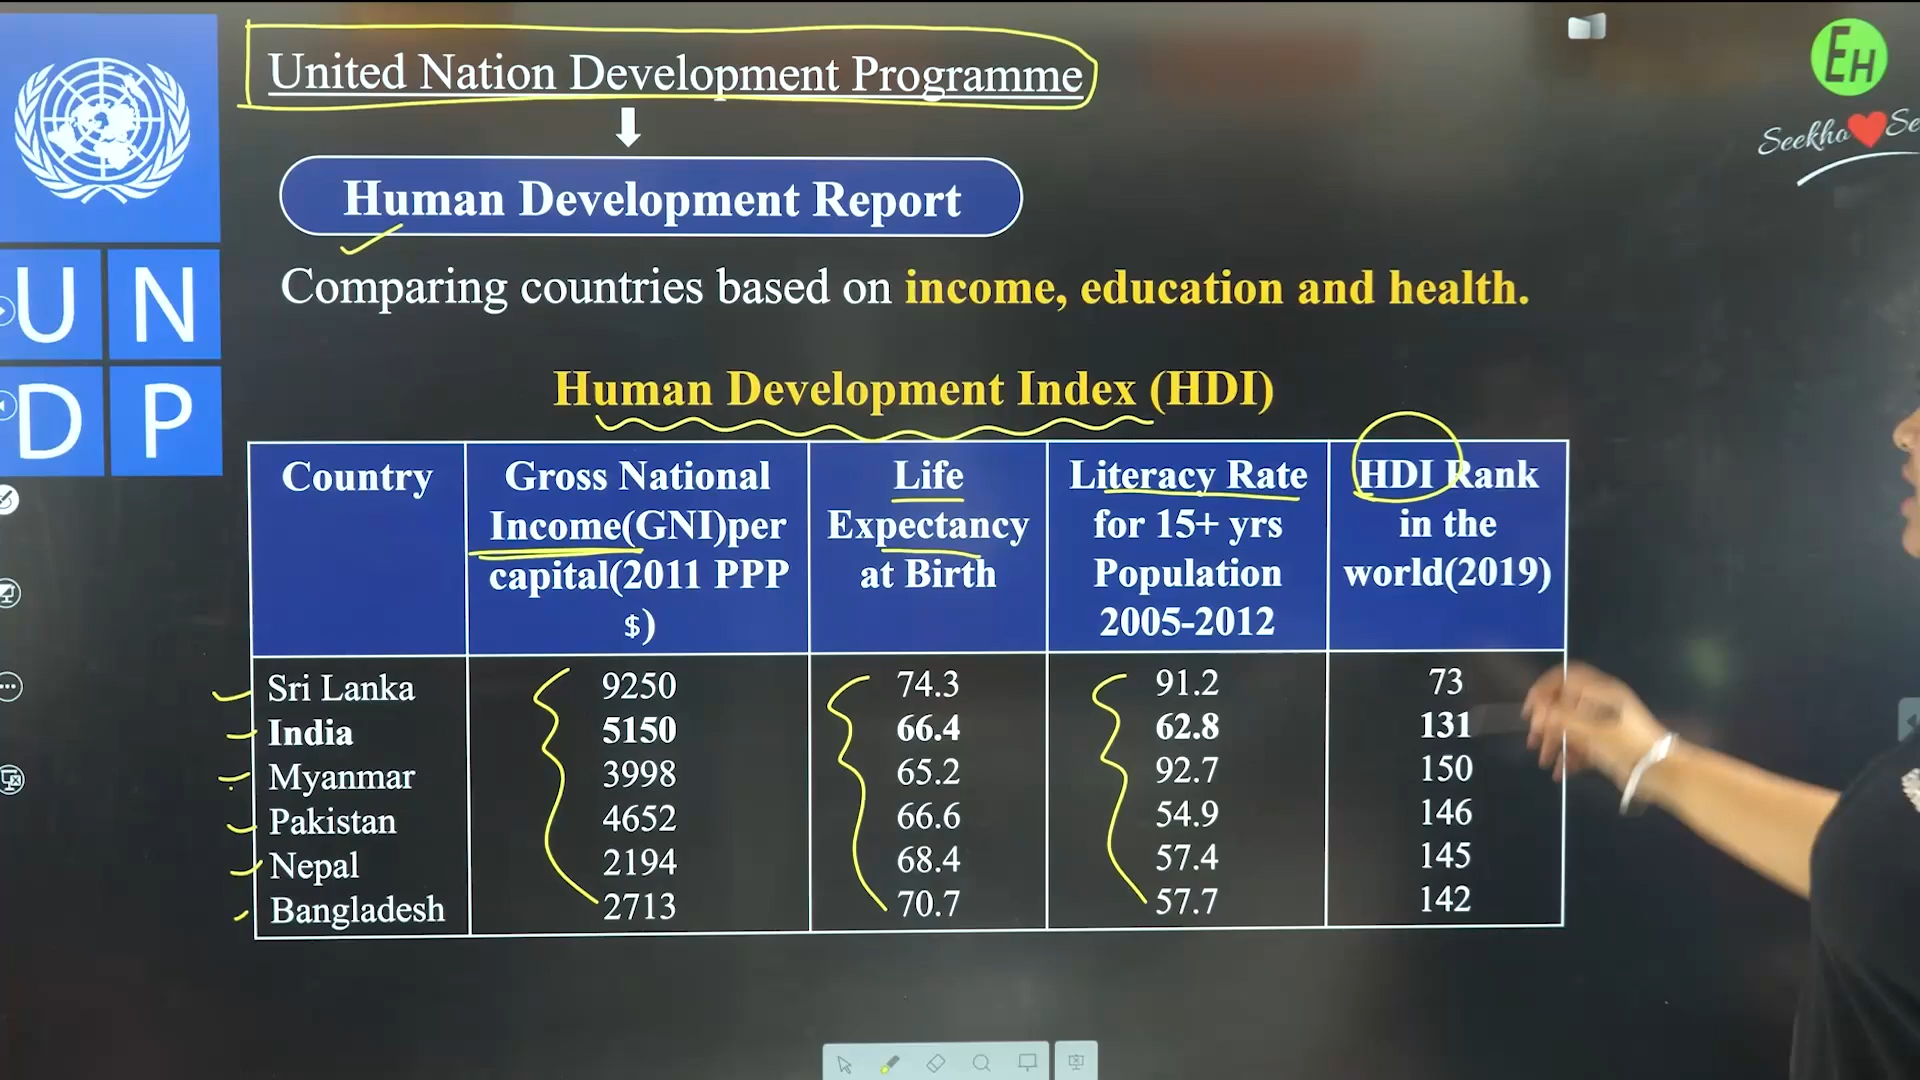 United Nation Development Programme
EH
Seekho❤️Se
Human Development Report
U N
D P
Comparing countries based on income, education and health.
Human Development Index (HDI)
Country
Gross National
Income(GNI)per
capital(2011 PPP
$)
Life
Expectancy
at Birth
Literacy Rate
for 15+ yrs
Population
2005-2012
HDI Rank
in the
world(2019)
Sri Lanka 9250 74.3 91.2 73
India 5150 66.4 62.8 131
Myanmar 3998 65.2 92.7 150
Pakistan 4652 66.6 54.9 146
Nepal 2194 68.4 57.4 145
Bangladesh 2713 70.7 57.7 142